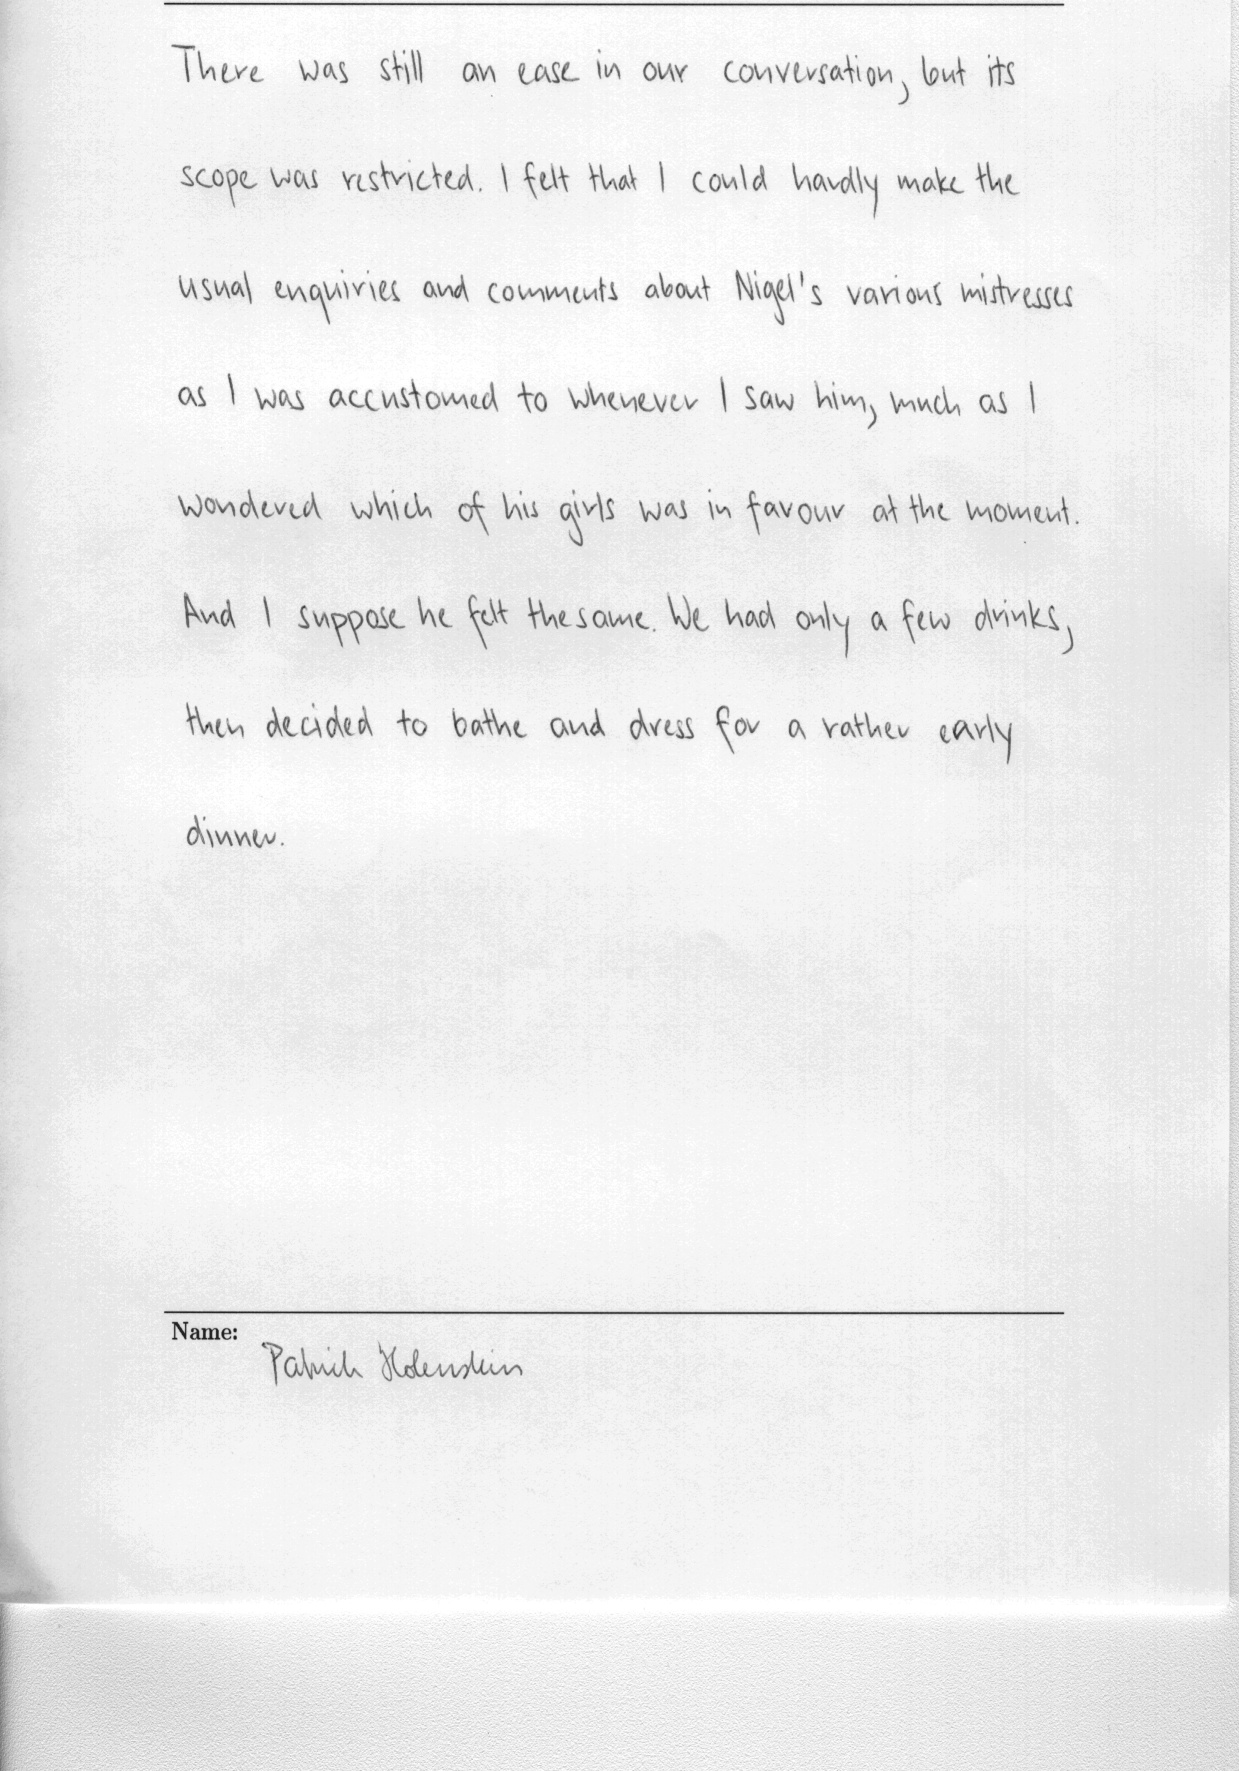 There was still an ease in our conversation, but its
scope was restricted. I felt that I could hardly make the
usual enquiries and comments about Nigel's various mistresses
as I was accustomed to whenever I saw him, much as I
wondered which of his girls was in favour at the moment.
And I suppose he felt the same. We had only a few drinks,
then decided to bathe and dress for a rather early
dinner.
Name:
Patrick Holenstein